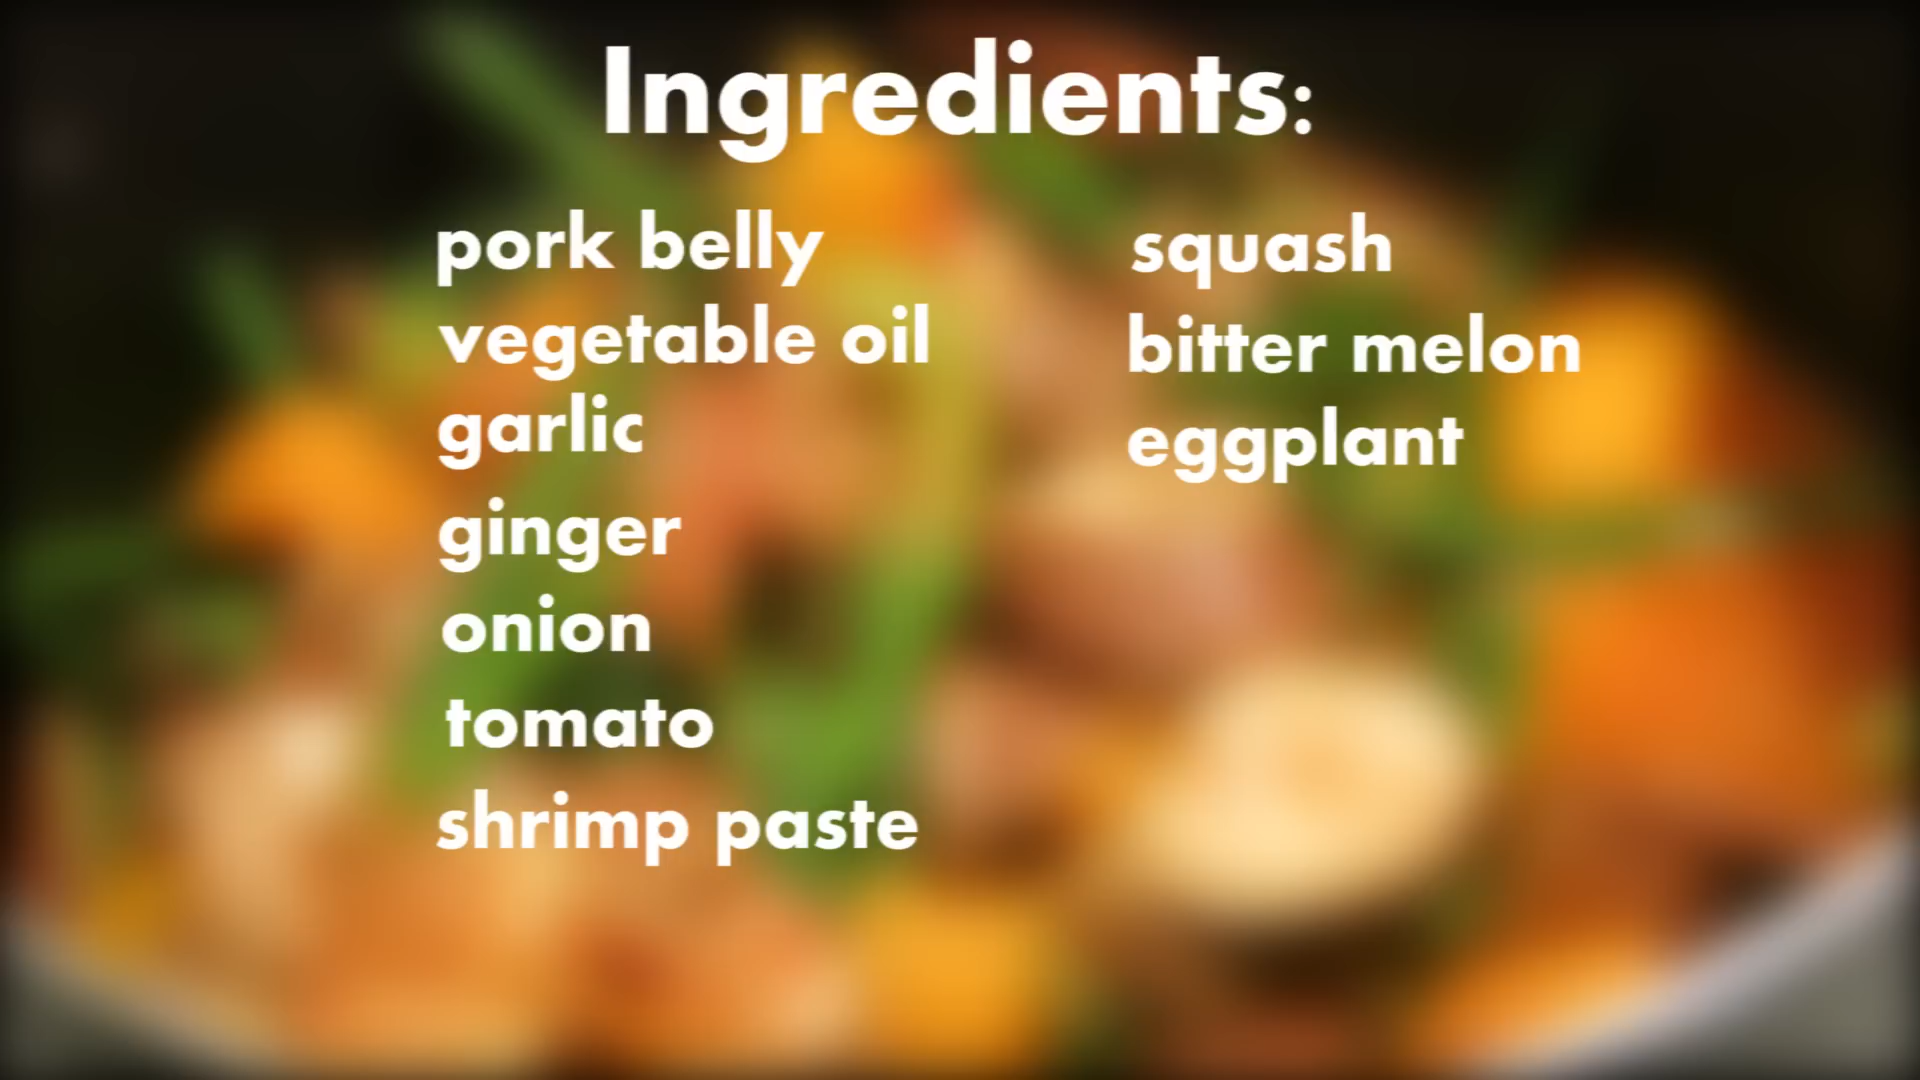 Ingredients:
pork belly
vegetable oil
garlic
ginger
onion
tomato
shrimp paste
squash
bitter melon
eggplant